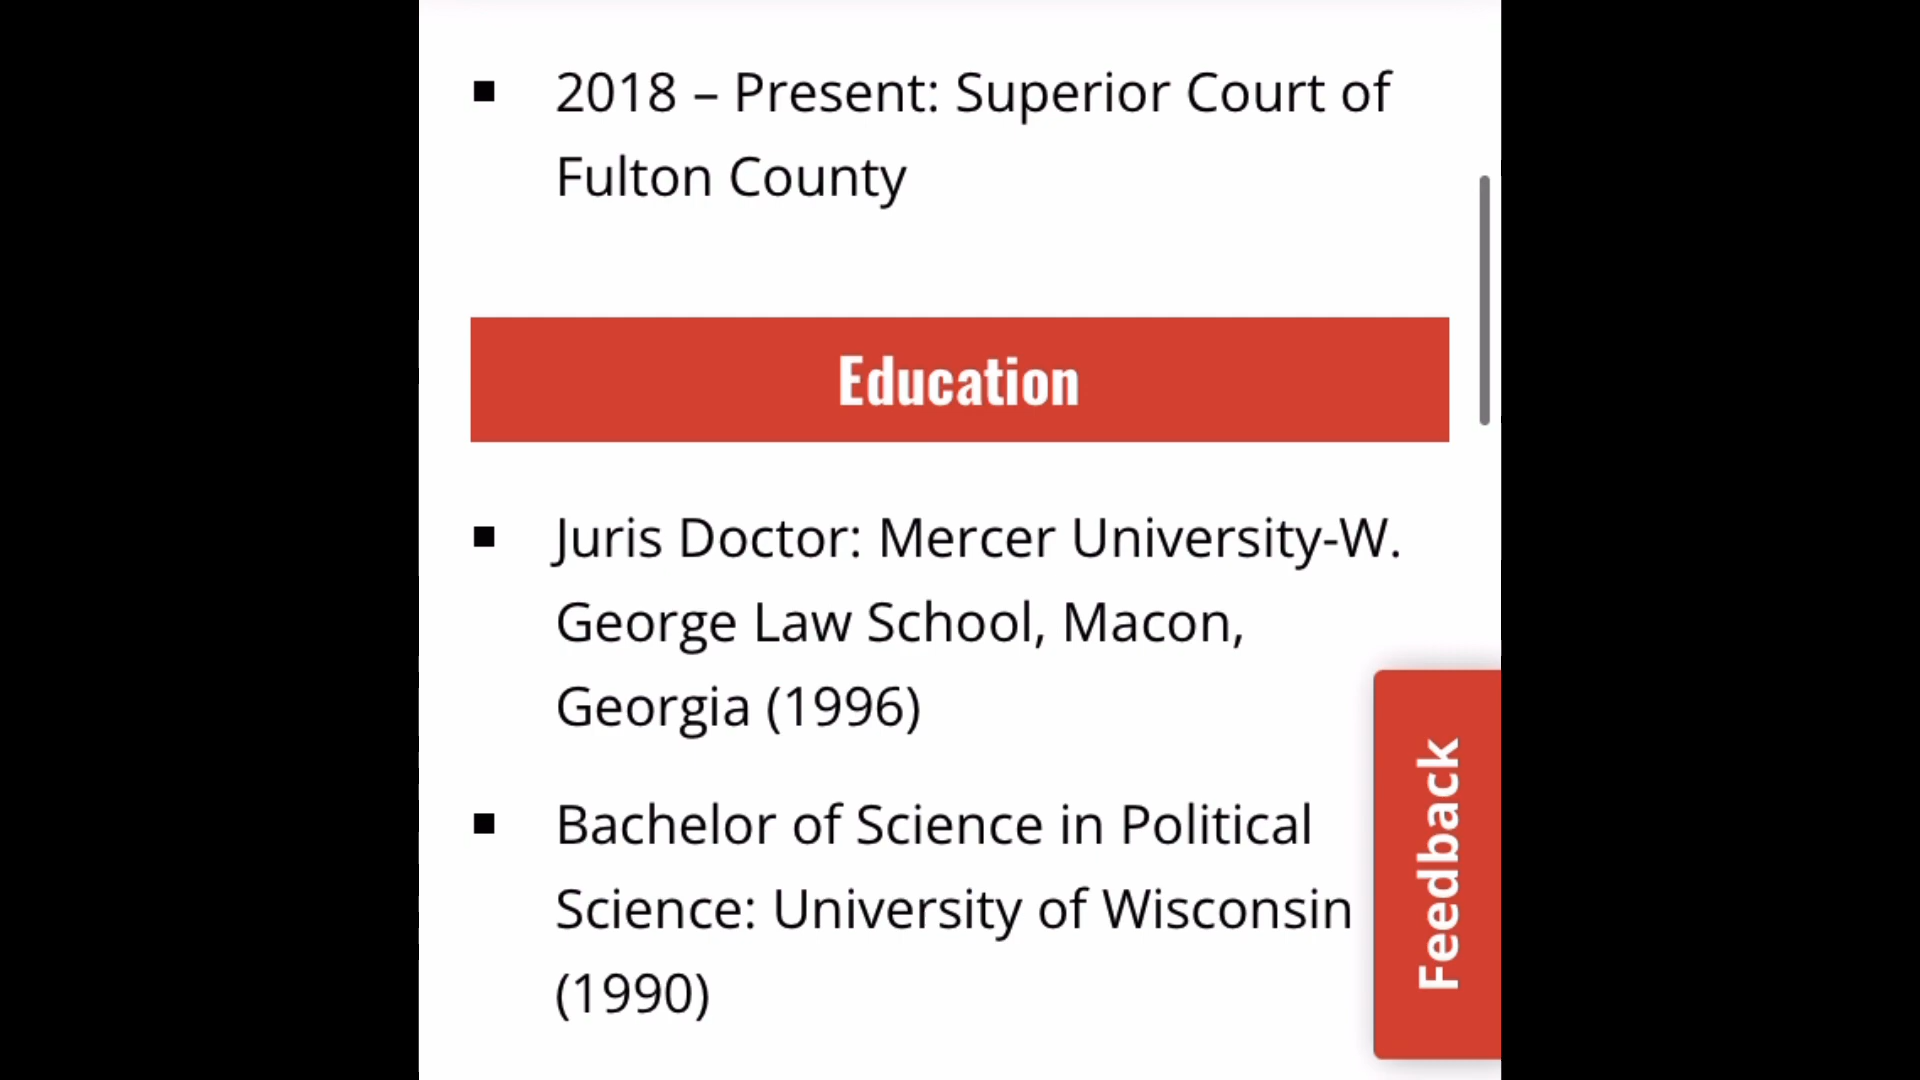 2018 – Present: Superior Court of
Fulton County
Education
Juris Doctor: Mercer University-W.
George Law School, Macon,
Georgia (1996)
Bachelor of Science in Political
Science: University of Wisconsin
(1990)
Feedback